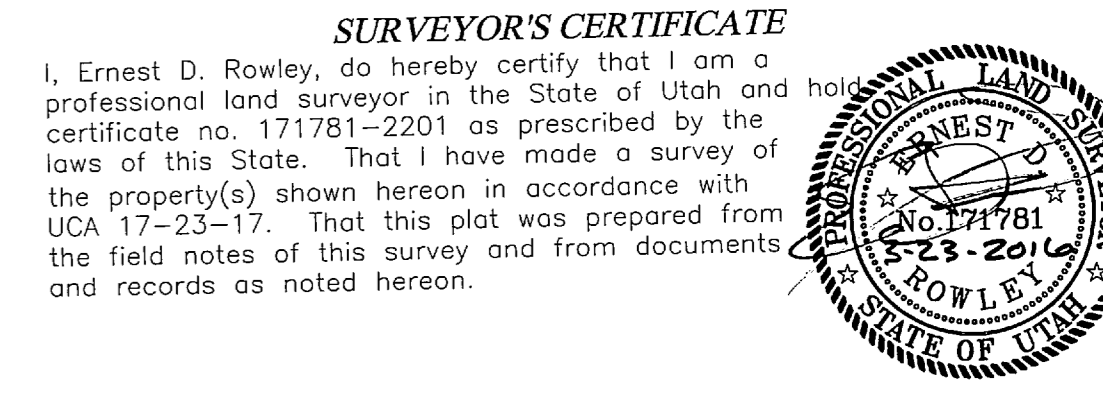 SURVEYOR'S CERTIFICATE
I, Ernest D. Rowley, do hereby certify that I am a
professional land surveyor in the State of Utah and hold
certificate no. 171781-2201 as prescribed by the
laws of this State. That I have made a survey of
the property(s) shown hereon in accordance with
UCA 17-23-17. That this plat was prepared from
the field notes of this survey and from documents
and records as noted hereon.
PROFESSIONAL LAND
ERNEST D.
No.171781
3-23-2016
ROWLEY
STATE OF UTAH